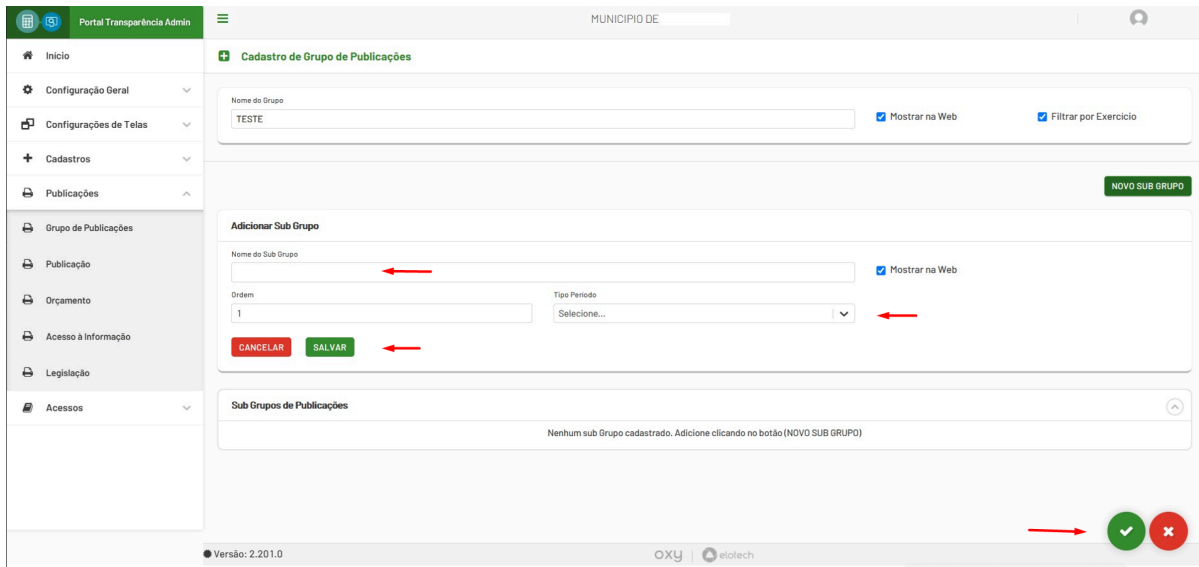 Portal Transparência Admin
MUNICIPIO DE
Início
Cadastro de Grupo de Publicações
Configuração Geral
Configurações de Telas
Cadastros
Publicações
Grupo de Publicações
Publicação
Orçamento
Acesso à Informação
Legislação
Acessos
Nome do Grupo
TESTE
Mostrar na Web
Filtrar por Exercicio
NOVO SUB GRUPO
Adicionar Sub Grupo
Nome do Sub Grupo
Mostrar na Web
Ordem
Tipo Período
1
Selecione...
CANCELAR
SALVAR
Sub Grupos de Publicações
Nenhum sub Grupo cadastrado. Adicione clicando no botão (NOVO SUB GRUPO)
Versão: 2.201.0
oxy
elotech